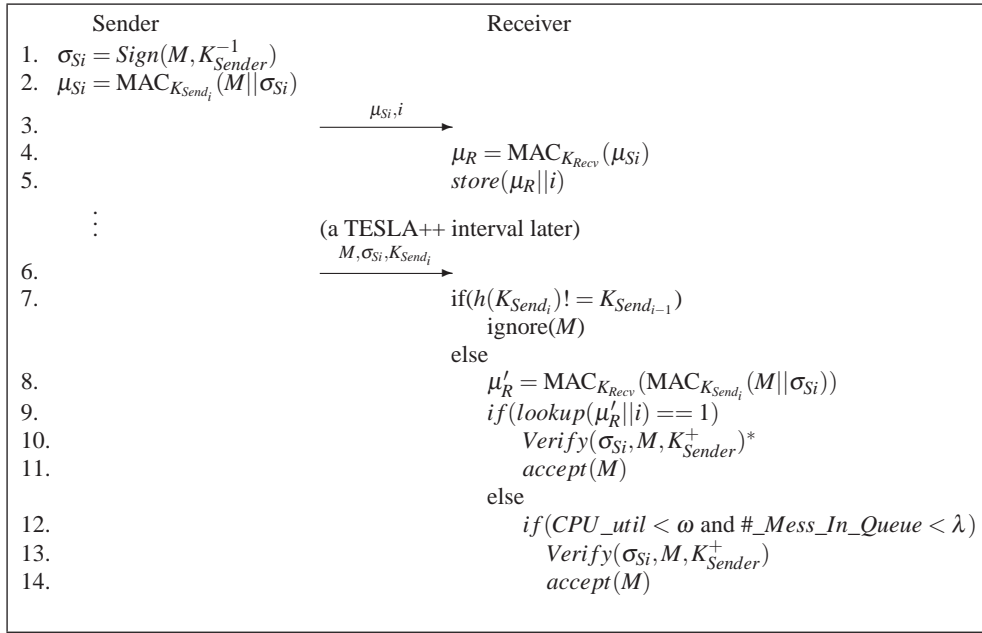 Sender Receiver
1. σ_{Si} = Sign(M, K^{-1}_{Sender})
2. μ_{Si} = MAC_{K_{Send_i}}(M||σ_{Si})
3. μ_{Si}, i
4. μ_R = MAC_{K_{Recv}}(μ_{Si})
5. store(μ_R||i)
⋮ (a TESLA++ interval later)
6. M, σ_{Si}, K_{Send_i}
7. if(h(K_{Send_i})! = K_{Send_{i-1}})
ignore(M)
else
8. μ'_R = MAC_{K_{Recv}}(MAC_{K_{Send_i}}(M||σ_{Si}))
9. if(lookup(μ'_R||i) == 1)
10. Verify(σ_{Si}, M, K^+_{Sender})*
11. accept(M)
else
12. if(CPU_util < ω and #_Mess_In_Queue < λ)
13. Verify(σ_{Si}, M, K^+_{Sender})
14. accept(M)